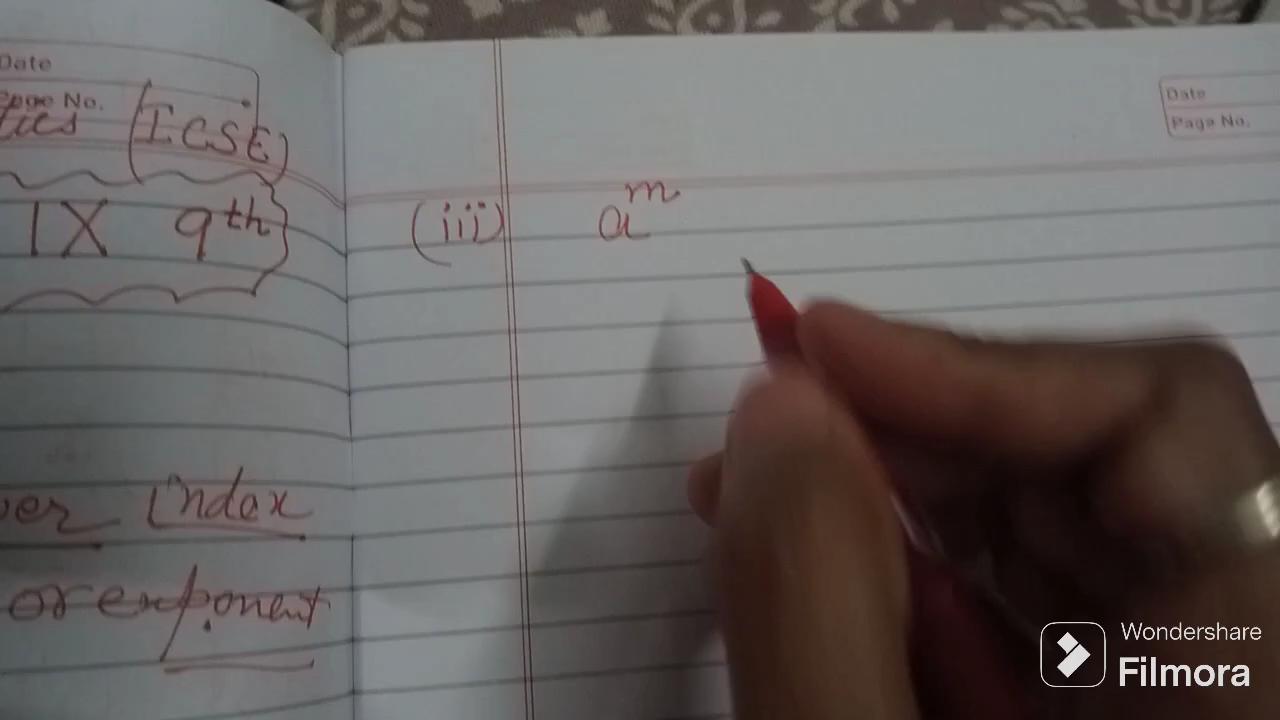 Date
Page No.
(ICSE)
IX 9th
index
or exponent
Date
Page No.
(iii) a^m
Wondershare
Filmora